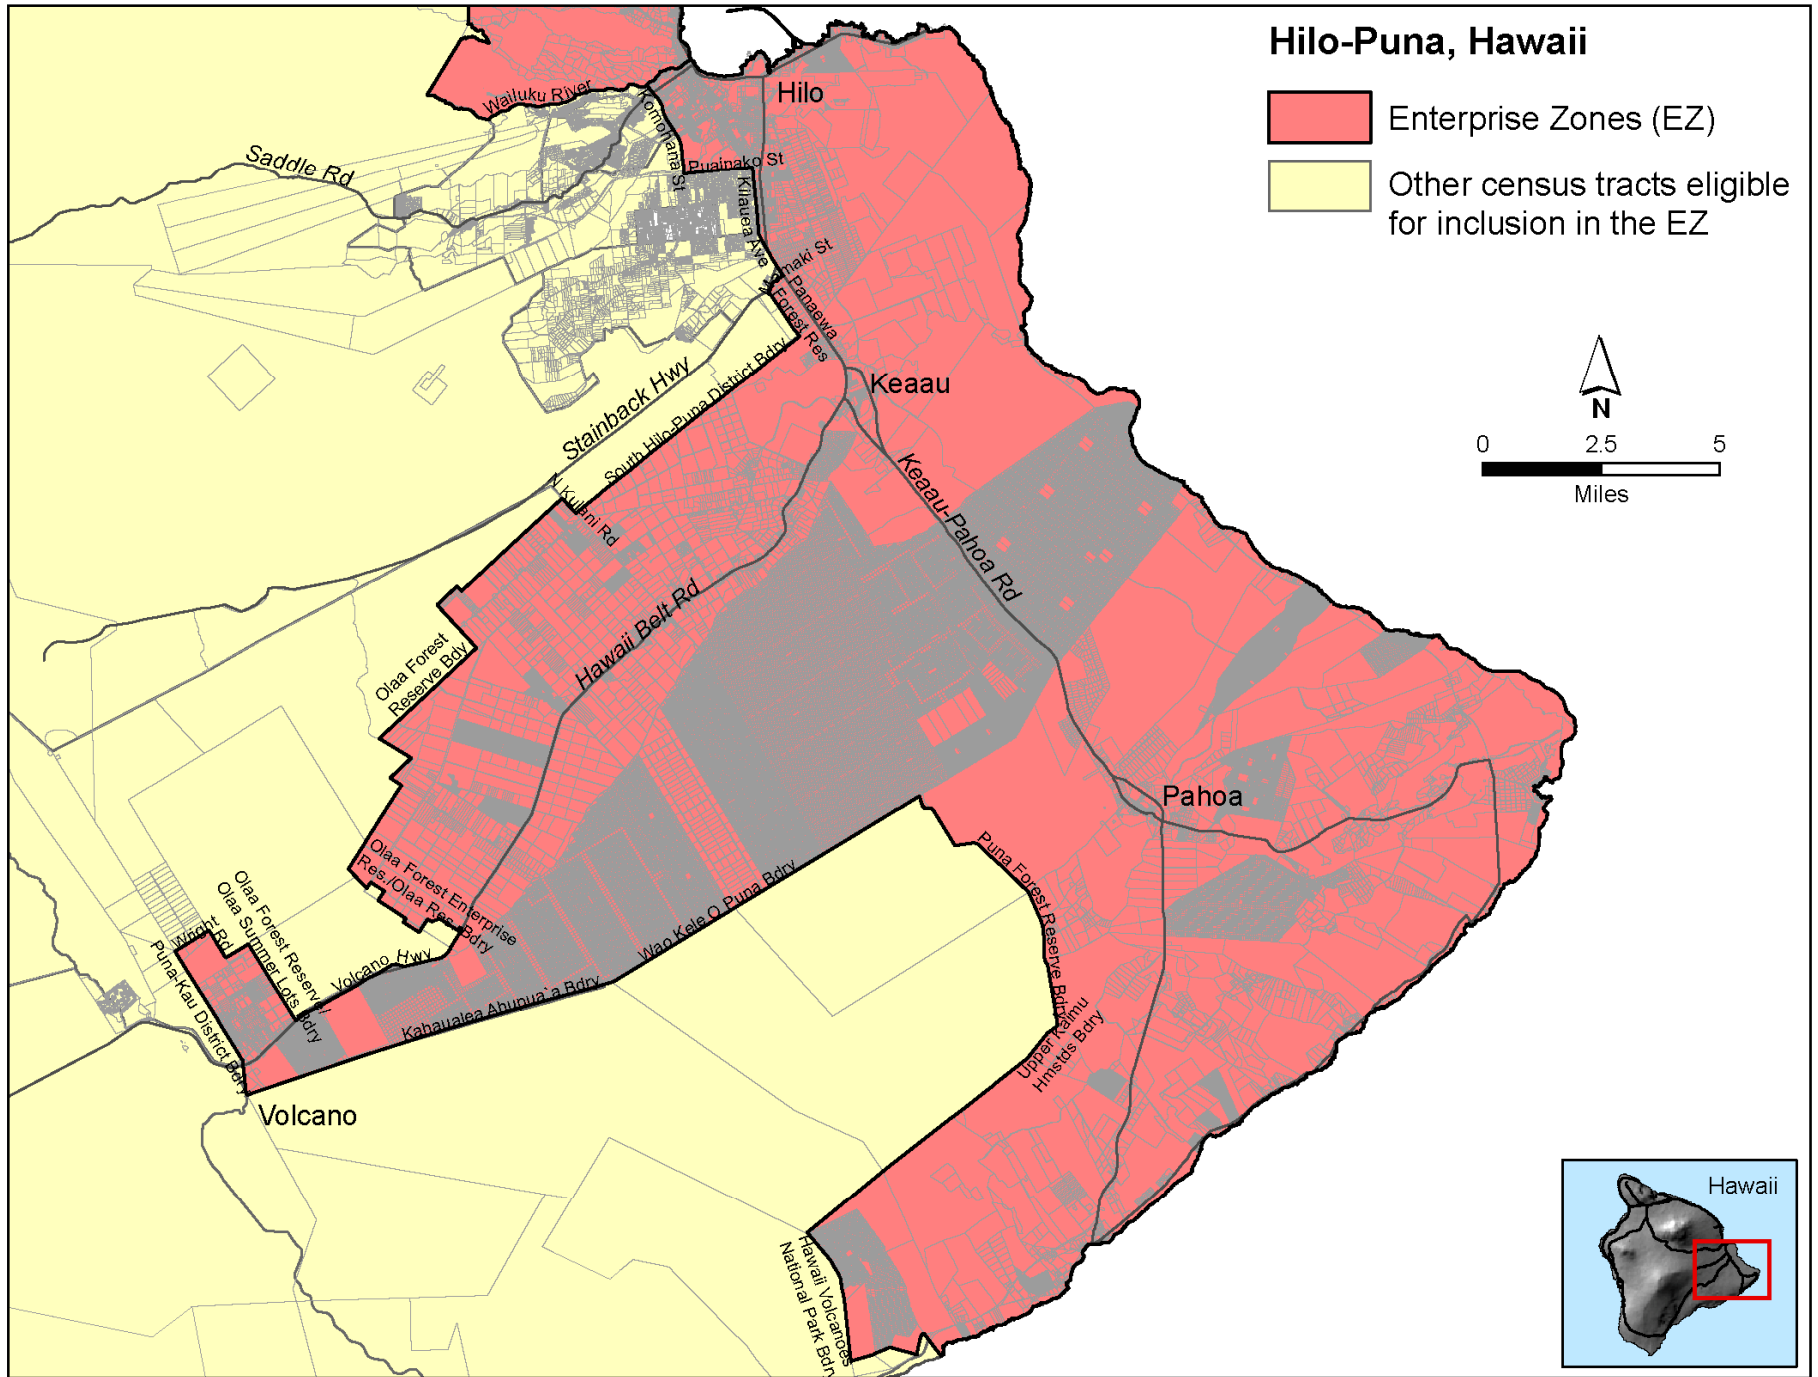 Hilo-Puna, Hawaii
Enterprise Zones (EZ)
Other census tracts eligible
for inclusion in the EZ
N
0 2.5 5
Miles
Hilo
Wailuku River
Komohana St
Saddle Rd
Puainako St
Kilauea Ave
maki St
Panaewa
Forest Res
Keaau
Stainback Hwy
South Hilo-Puna District Bdry
N Kulani Rd
Keaau-Pahoa Rd
Hawaii Belt Rd
Olaa Forest
Reserve Bdy
Pahoa
Olaa Forest Enterprise
Res./Olaa Res. Bdry
Puna Forest Reserve Bdry
Wao Kele O Puna Bdry
Wright
Rd
Olaa Forest Reserve/
Olaa Summer Lots Bdry
Puna-Kau District Bdry
Volcano Hwy
Kahaualea Ahupua`a Bdry
Upper Kaimu
Hmstds Bdry
Volcano
Hawaii Volcanoes
National Park Bdry
Hawaii